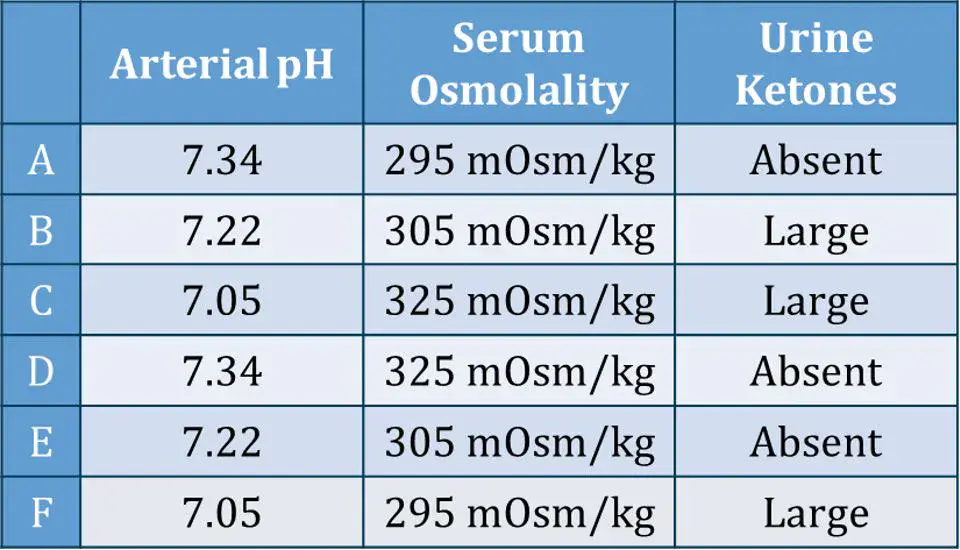 Arterial pH Serum Osmolality Urine Ketones
A 7.34 295 mOsm/kg Absent
B 7.22 305 mOsm/kg Large
C 7.05 325 mOsm/kg Large
D 7.34 325 mOsm/kg Absent
E 7.22 305 mOsm/kg Absent
F 7.05 295 mOsm/kg Large